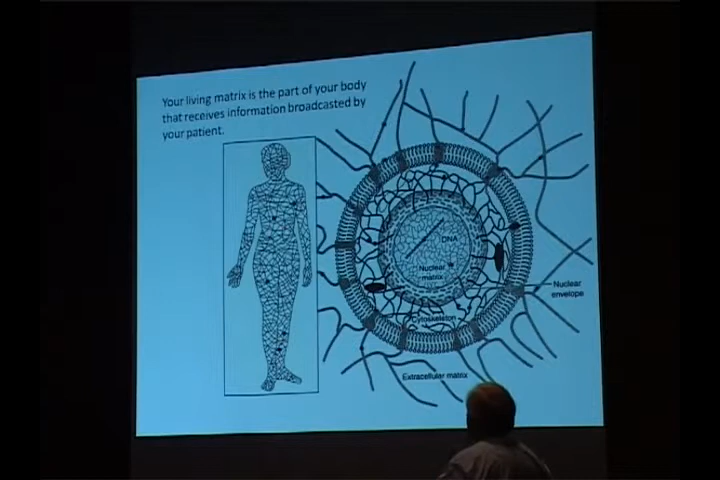 Your living matrix is the part of your body
that receives information broadcasted by
your patient.
DNA
Nuclear
matrix
Nuclear
envelope
Cytoskeleton
Extracellular matrix